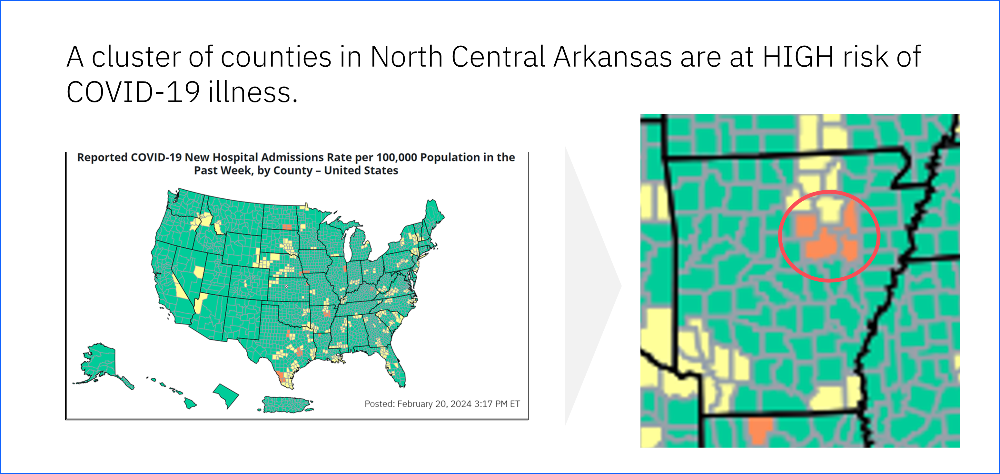 A cluster of counties in North Central Arkansas are at HIGH risk of
COVID-19 illness.
Reported COVID-19 New Hospital Admissions Rate per 100,000 Population in the
Past Week, by County – United States
Posted: February 20, 2024 3:17 PM ET